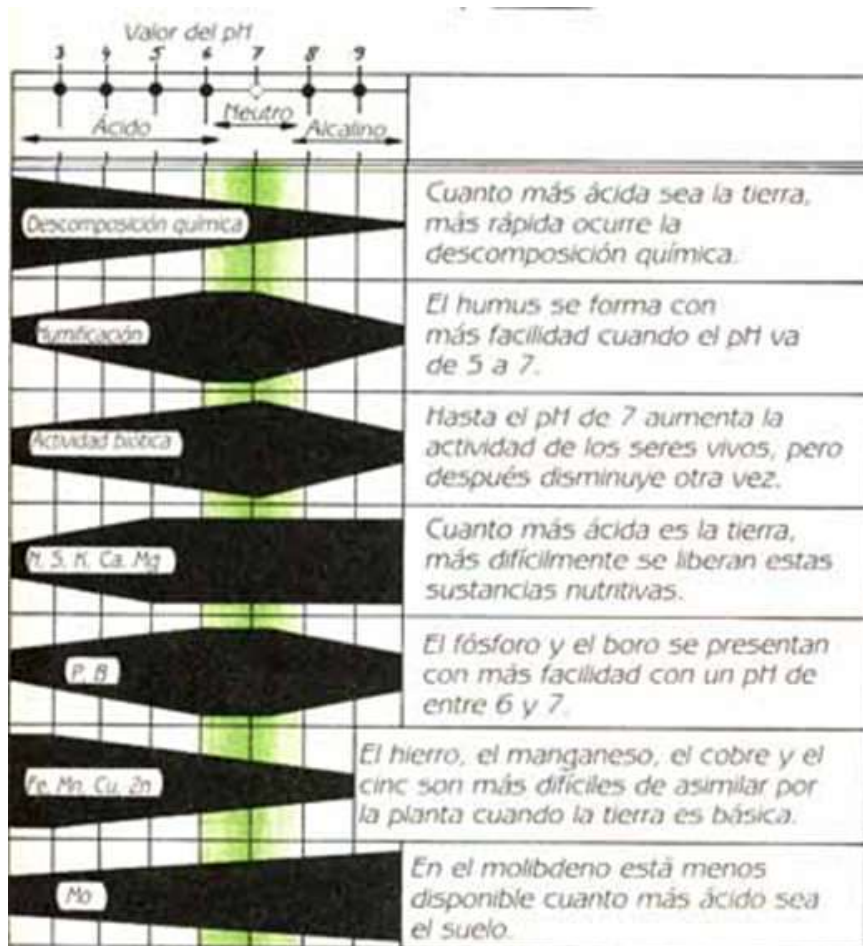 Valor del pH
3 4 5 6 7 8 9
Ácido
Neutro
Alcalino
Descomposición química
Cuanto más ácida sea la tierra,
más rápida ocurre la
descomposición química.
Humificación
El humus se forma con
más facilidad cuando el pH va
de 5 a 7.
Actividad biótica
Hasta el pH de 7 aumenta la
actividad de los seres vivos, pero
después disminuye otra vez.
N. S. K. Ca. Mg
Cuanto más ácida es la tierra,
más difícilmente se liberan estas
sustancias nutritivas.
P. B
El fósforo y el boro se presentan
con más facilidad con un pH de
entre 6 y 7.
Fe. Mn. Cu. Zn
El hierro, el manganeso, el cobre y el
cinc son más difíciles de asimilar por
la planta cuando la tierra es básica.
Mo
En el molibdeno está menos
disponible cuanto más ácido sea
el suelo.